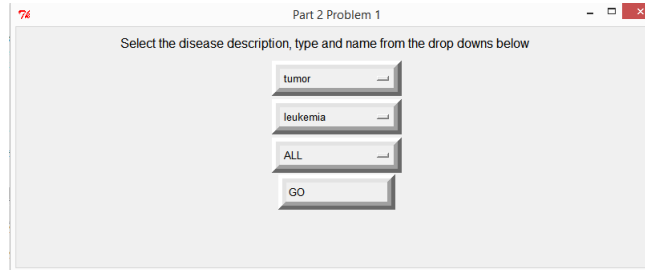 Part 2 Problem 1
Select the disease description, type and name from the drop downs below
tumor
leukemia
ALL
GO